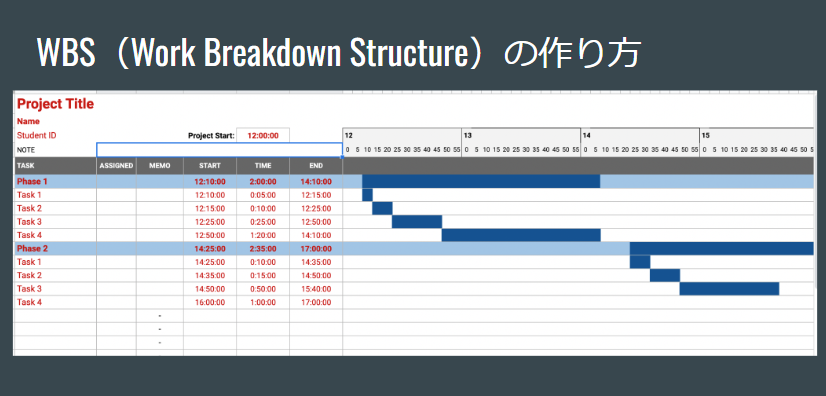 WBS（Work Breakdown Structure）の作り方
Project Title
Name
Student ID Project Start: 12:00:00 12 13 14 15
NOTE 0 5 10 15 20 25 30 35 40 45 50 55 0 5 10 15 20 25 30 35 40 45 50 55 0 5 10 15 20 25 30 35 40 45 50 55 0 5 10 15 20 25 30 35 40 45 50 5
TASK ASSIGNED MEMO START TIME END
Phase 1 12:10:00 2:00:00 14:10:00
Task 1 12:10:00 0:05:00 12:15:00
Task 2 12:15:00 0:10:00 12:25:00
Task 3 12:25:00 0:25:00 12:50:00
Task 4 12:50:00 1:20:00 14:10:00
Phase 2 14:25:00 2:35:00 17:00:00
Task 1 14:25:00 0:10:00 14:35:00
Task 2 14:35:00 0:15:00 14:50:00
Task 3 14:50:00 0:50:00 15:40:00
Task 4 16:00:00 1:00:00 17:00:00
-
-
-